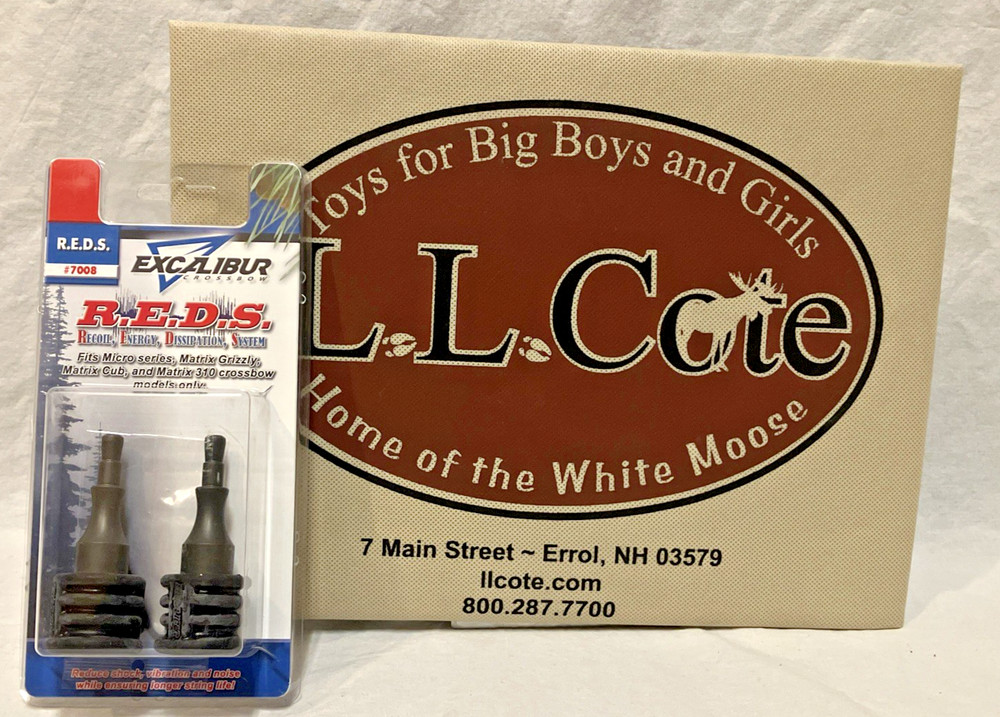 R.E.D.S.
#7008
EXCALIBUR
CROSSBOW
R.E.D.S.
RECOIL, ENERGY, DISSIPATION, SYSTEM
Fits Micro series, Matrix Grizzly,
Matrix Cub, and Matrix 310 crossbow
models only.
Reduce shock, vibration and noise
while ensuring longer string life!
Toys for Big Boys and Girls
L.L.Cote
Home of the White Moose
7 Main Street ~ Errol, NH 03579
llcote.com
800.287.7700